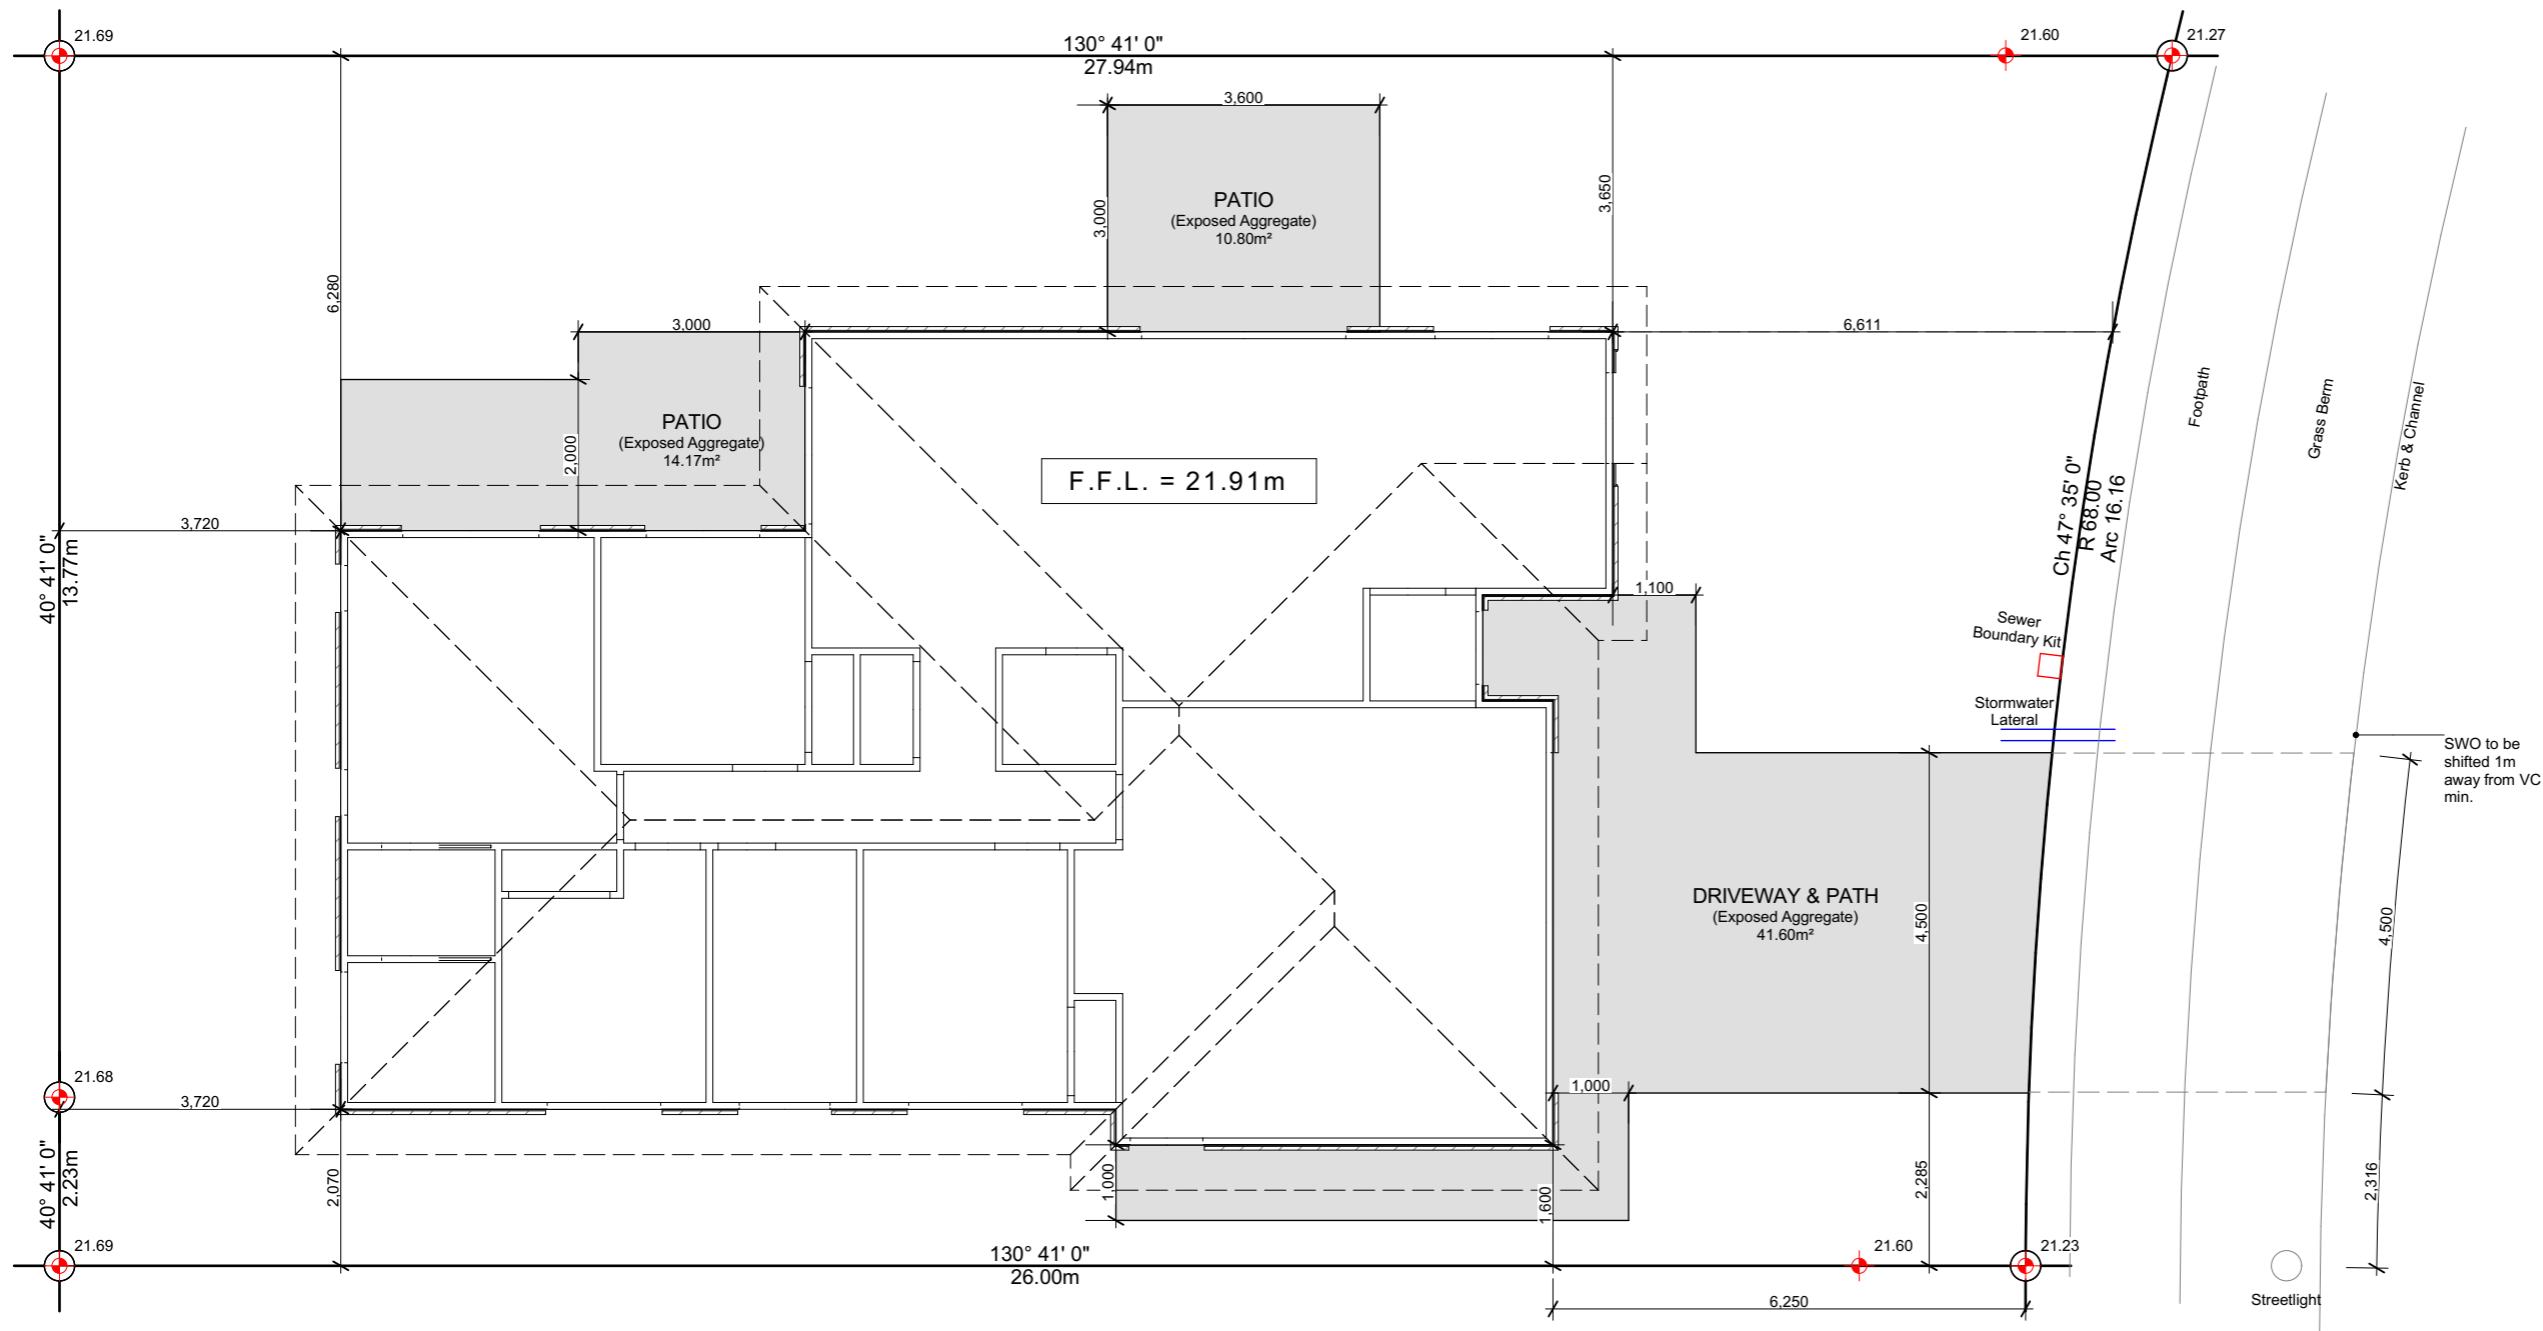 21.69
130° 41' 0"
27.94m
21.60
21.27
3,600
PATIO
(Exposed Aggregate)
10.80m²
3,000
3,650
6,280
3,000
6,611
PATIO
(Exposed Aggregate)
14.17m²
2,000
F.F.L. = 21.91m
Footpath
Grass Berm
Kerb & Channel
Ch 47° 35' 0"
R 68.00
Arc 16.16
3,720
40° 41' 0"
13.77m
1,100
Sewer
Boundary Kit
Stormwater
Lateral
SWO to be
shifted 1m
away from VC
min.
DRIVEWAY & PATH
(Exposed Aggregate)
41.60m²
4,500
4,500
21.68
3,720
1,000
40° 41' 0"
2.23m
2,070
1,000
1,600
2,285
2,316
21.69
130° 41' 0"
26.00m
21.60
21.23
6,250
Streetlight